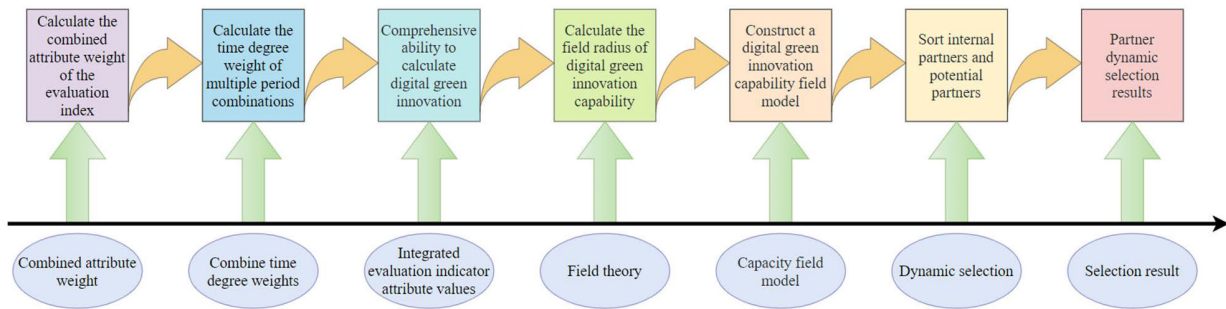 Calculate the
combined
attribute weight
of the
evaluation
index
Calculate the
time degree
weight of
multiple period
combinations
Comprehensive
ability to
calculate digital
green
innovation
Calculate the
field radius of
digital green
innovation
capability
Construct a
digital green
innovation
capability field
model
Sort internal
partners and
potential
partners
Partner
dynamic
selection
results
Combined attribute
weight
Combine time
degree weights
Integrated
evaluation indicator
attribute values
Field theory
Capacity field
model
Dynamic selection
Selection result